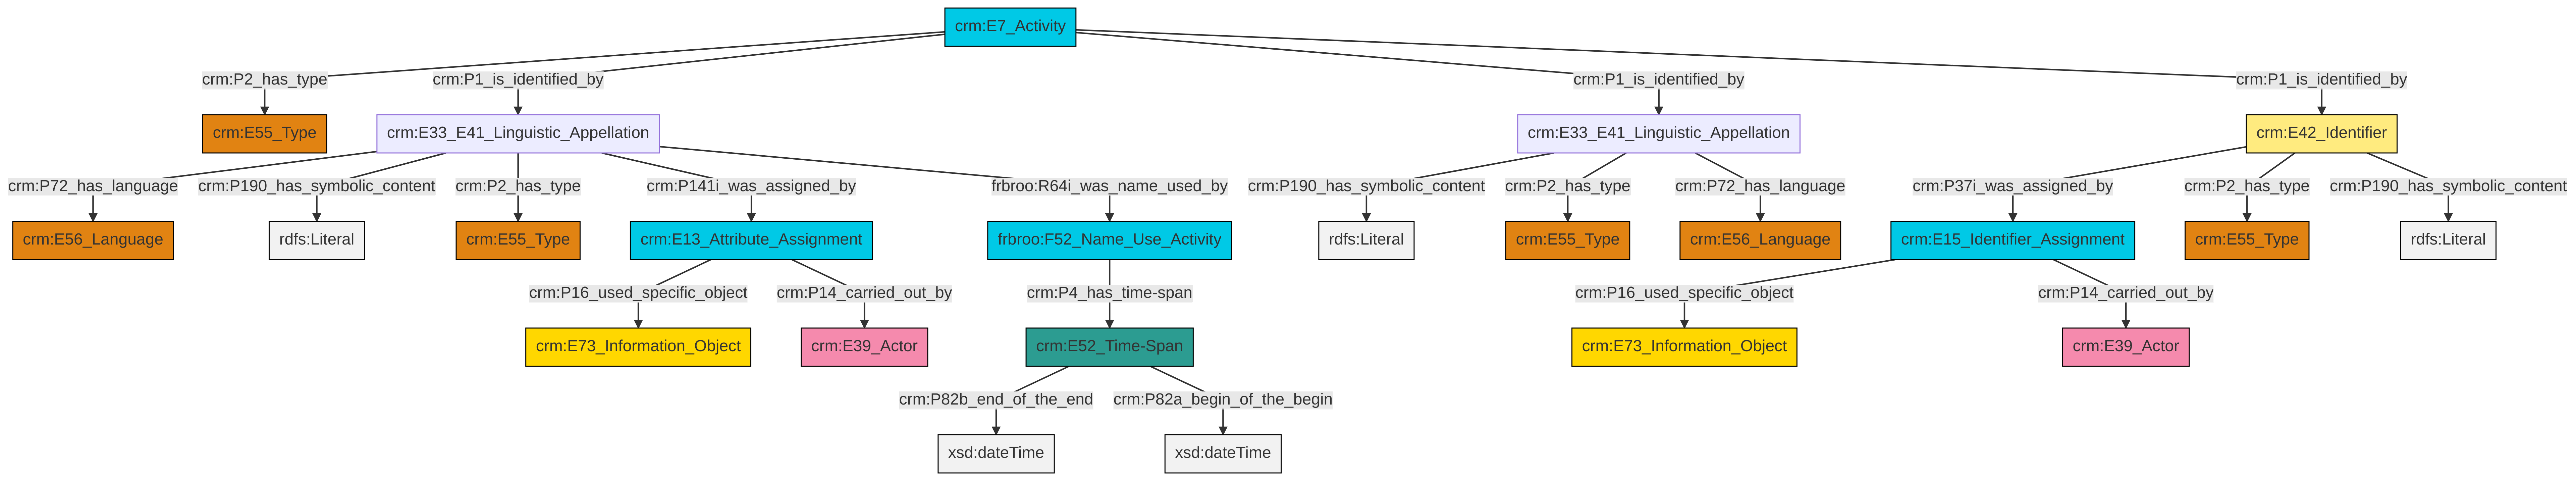 crm:E7_Activity
crm:P2_has_type
crm:P1_is_identified_by
crm:P1_is_identified_by
crm:P1_is_identified_by
crm:E55_Type
crm:E33_E41_Linguistic_Appellation
crm:E33_E41_Linguistic_Appellation
crm:E42_Identifier
crm:P72_has_language
crm:P190_has_symbolic_content
crm:P2_has_type
crm:P141i_was_assigned_by
frbroo:R64i_was_name_used_by
crm:P190_has_symbolic_content
crm:P2_has_type
crm:P72_has_language
crm:P37i_was_assigned_by
crm:P2_has_type
crm:P190_has_symbolic_content
crm:E56_Language
rdfs:Literal
crm:E55_Type
crm:E13_Attribute_Assignment
frbroo:F52_Name_Use_Activity
rdfs:Literal
crm:E55_Type
crm:E56_Language
crm:E15_Identifier_Assignment
crm:E55_Type
rdfs:Literal
crm:P16_used_specific_object
crm:P14_carried_out_by
crm:P4_has_time-span
crm:P16_used_specific_object
crm:P14_carried_out_by
crm:E73_Information_Object
crm:E39_Actor
crm:E52_Time-Span
crm:E73_Information_Object
crm:E39_Actor
crm:P82b_end_of_the_end
crm:P82a_begin_of_the_begin
xsd:dateTime
xsd:dateTime